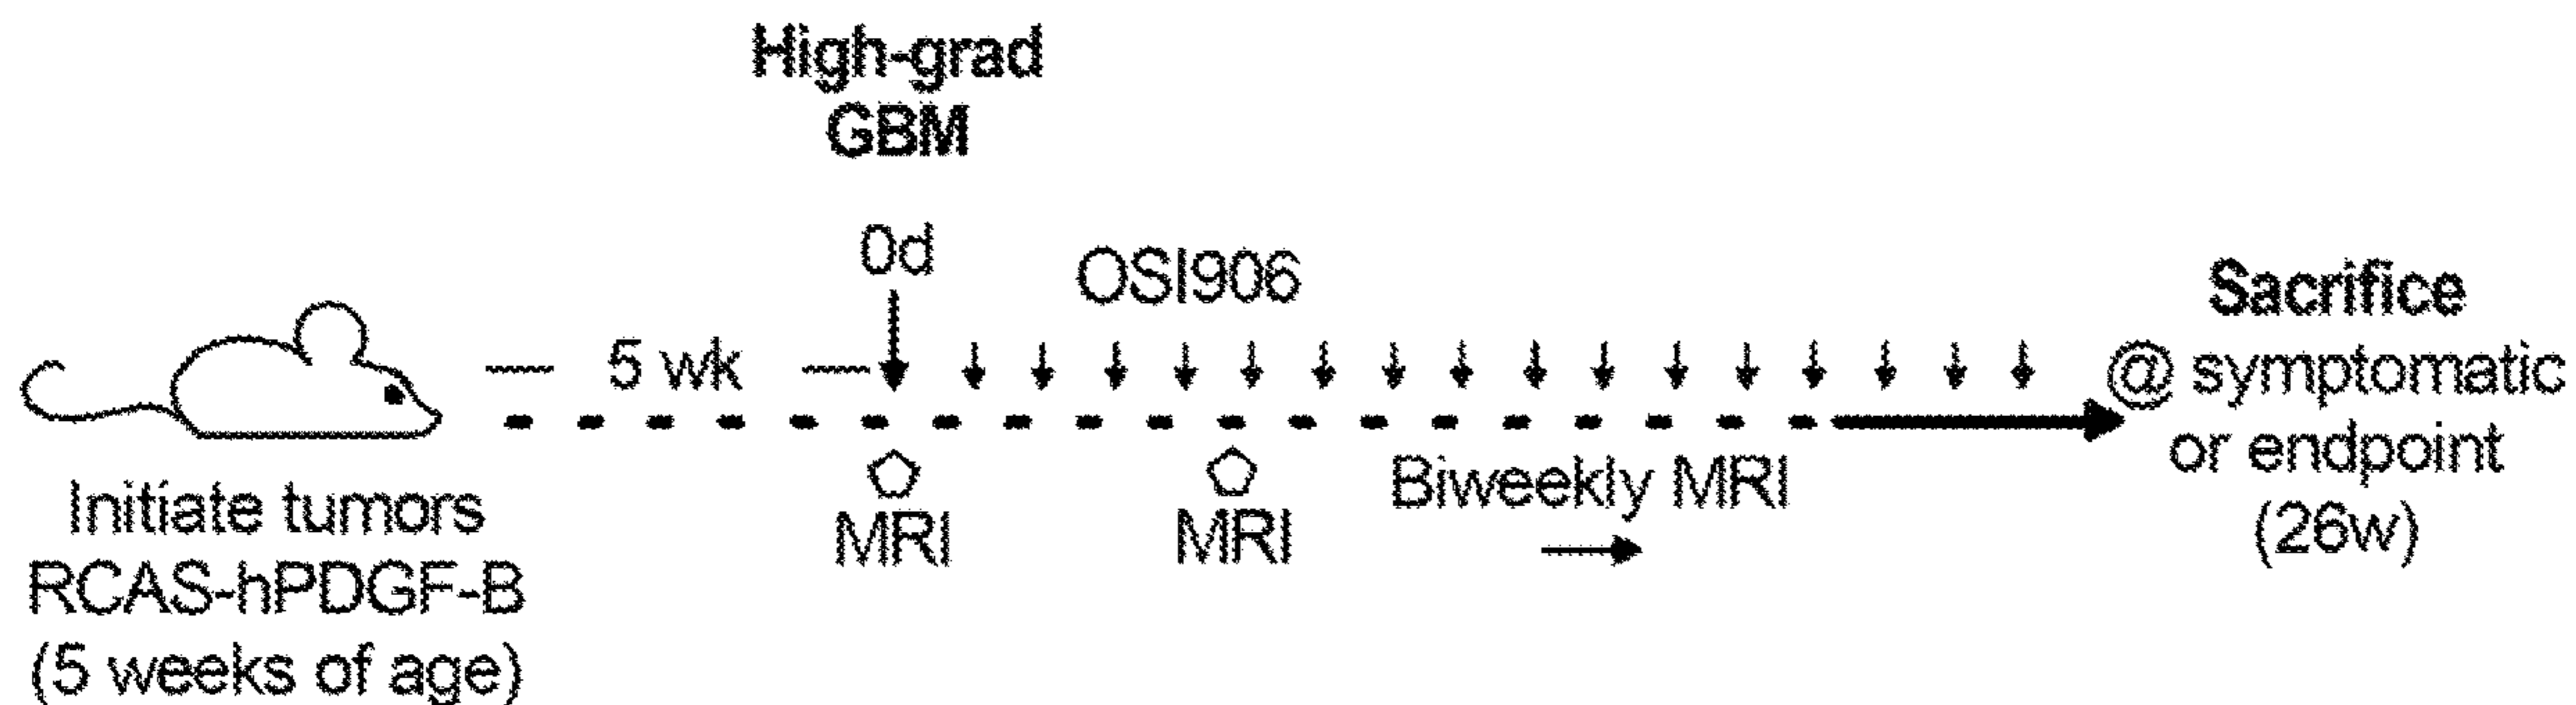 High-grad
GBM
0d
OSI906
5 wk
Sacrifice
@ symptomatic
or endpoint
(26w)
Initiate tumors
RCAS-hPDGF-B
(5 weeks of age)
MRI
MRI
Biweekly MRI